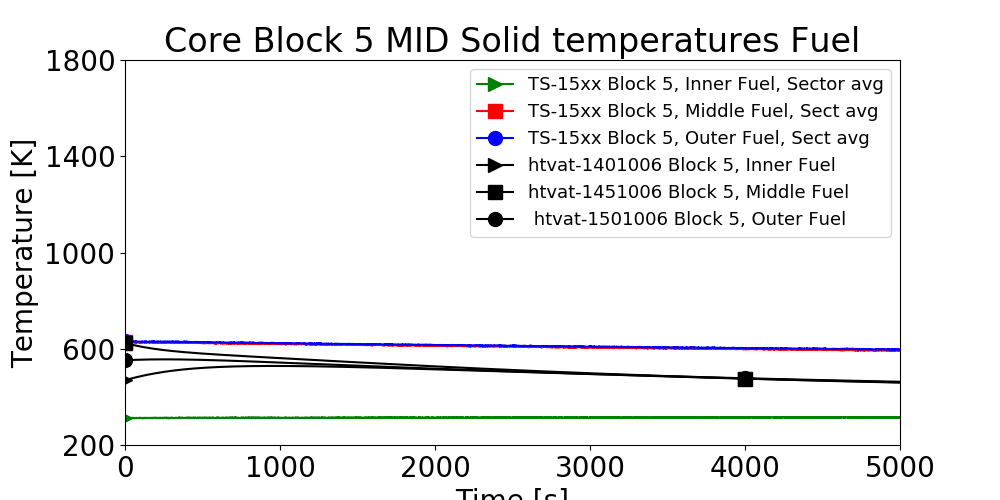 Core Block 5 MID Solid temperatures Fuel
1800
1400
1000
600
200
Temperature [K]
TS-15xx Block 5, Inner Fuel, Sector avg
TS-15xx Block 5, Middle Fuel, Sect avg
TS-15xx Block 5, Outer Fuel, Sect avg
htvat-1401006 Block 5, Inner Fuel
htvat-1451006 Block 5, Middle Fuel
htvat-1501006 Block 5, Outer Fuel
0 1000 2000 3000 4000 5000
Time [s]